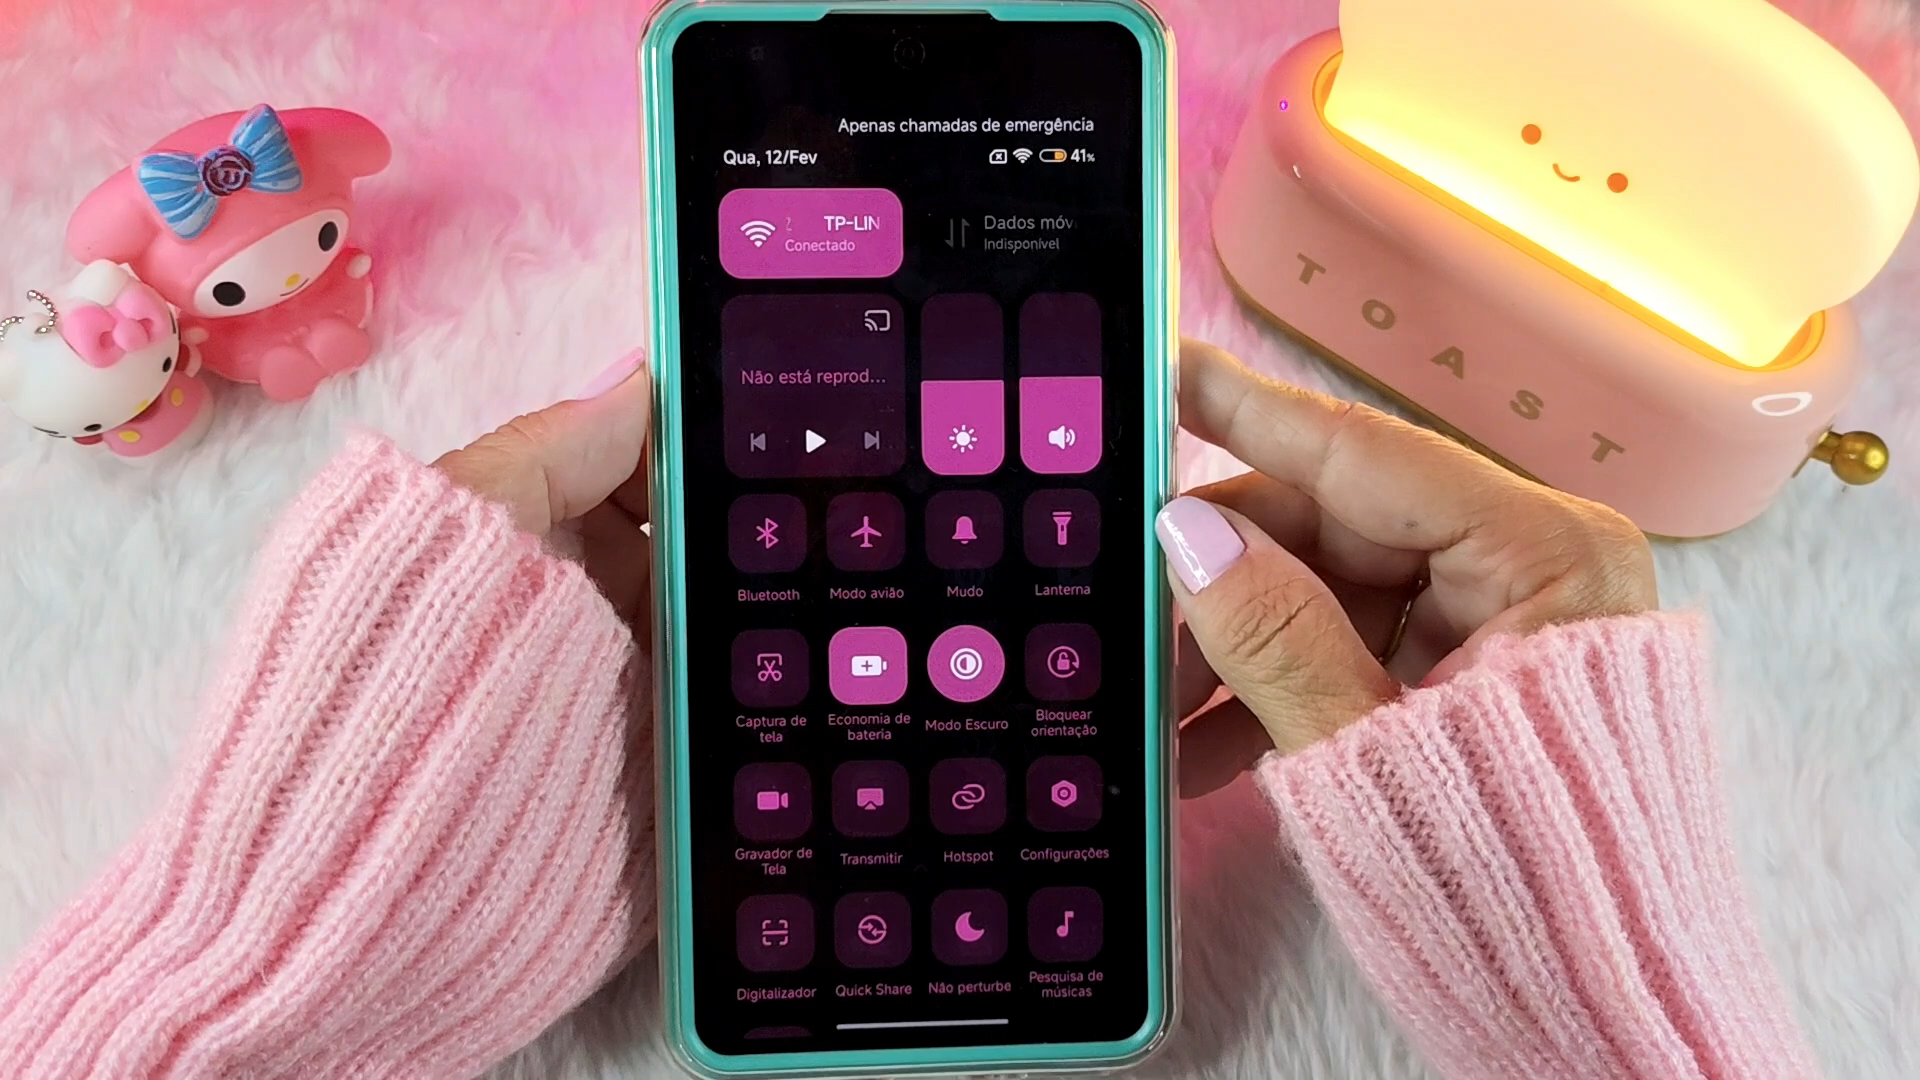 Apenas chamadas de emergência
Qua, 12/Fev
41%
TP-LIN
Conectado
Dados móv
Indisponível
Não está reprod...
Bluetooth
Modo avião
Mudo
Lanterna
Captura de
tela
Economia de
bateria
Modo Escuro
Bloquear
orientação
Gravador de
Tela
Transmitir
Hotspot
Configurações
Digitalizador
Quick Share
Não perturbe
Pesquisa de
músicas
TOAST